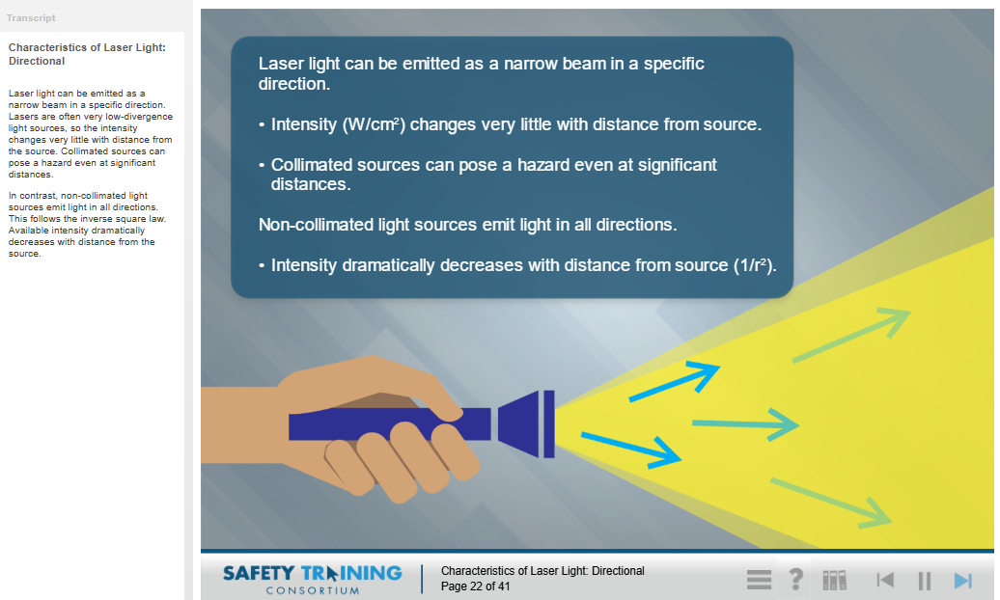 Transcript
Characteristics of Laser Light:
Directional
Laser light can be emitted as a
narrow beam in a specific direction.
Lasers are often very low-divergence
light sources, so the intensity
changes very little with distance from
the source. Collimated sources can
pose a hazard even at significant
distances.
In contrast, non-collimated light
sources emit light in all directions.
This follows the inverse square law.
Available intensity dramatically
decreases with distance from the
source.
Laser light can be emitted as a narrow beam in a specific
direction.
• Intensity (W/cm²) changes very little with distance from source.
• Collimated sources can pose a hazard even at significant
distances.
Non-collimated light sources emit light in all directions.
• Intensity dramatically decreases with distance from source (1/r²).
SAFETY TRAINING
CONSORTIUM
Characteristics of Laser Light: Directional
Page 22 of 41
?